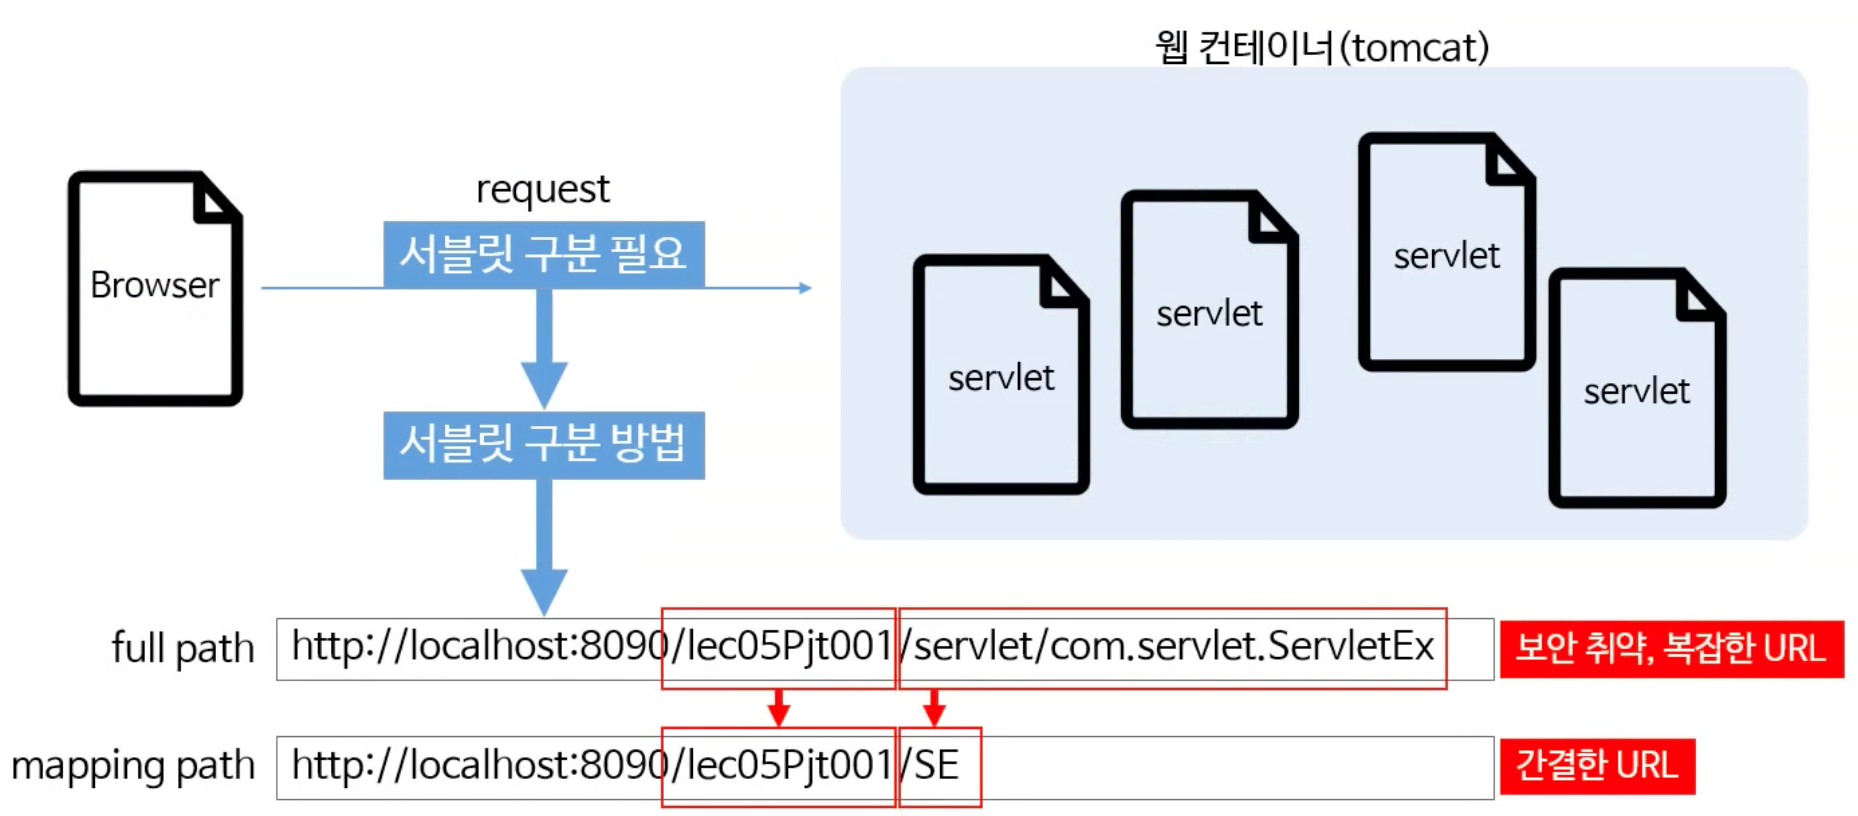 웹 컨테이너(tomcat)
request
서블릿 구분 필요
Browser
servlet
servlet
servlet
servlet
서블릿 구분 방법
full path
http://localhost:8090/lec05Pjt001/servlet/com.servlet.ServletEx
보안 취약, 복잡한 URL
mapping path
http://localhost:8090/lec05Pjt001/SE
간결한 URL